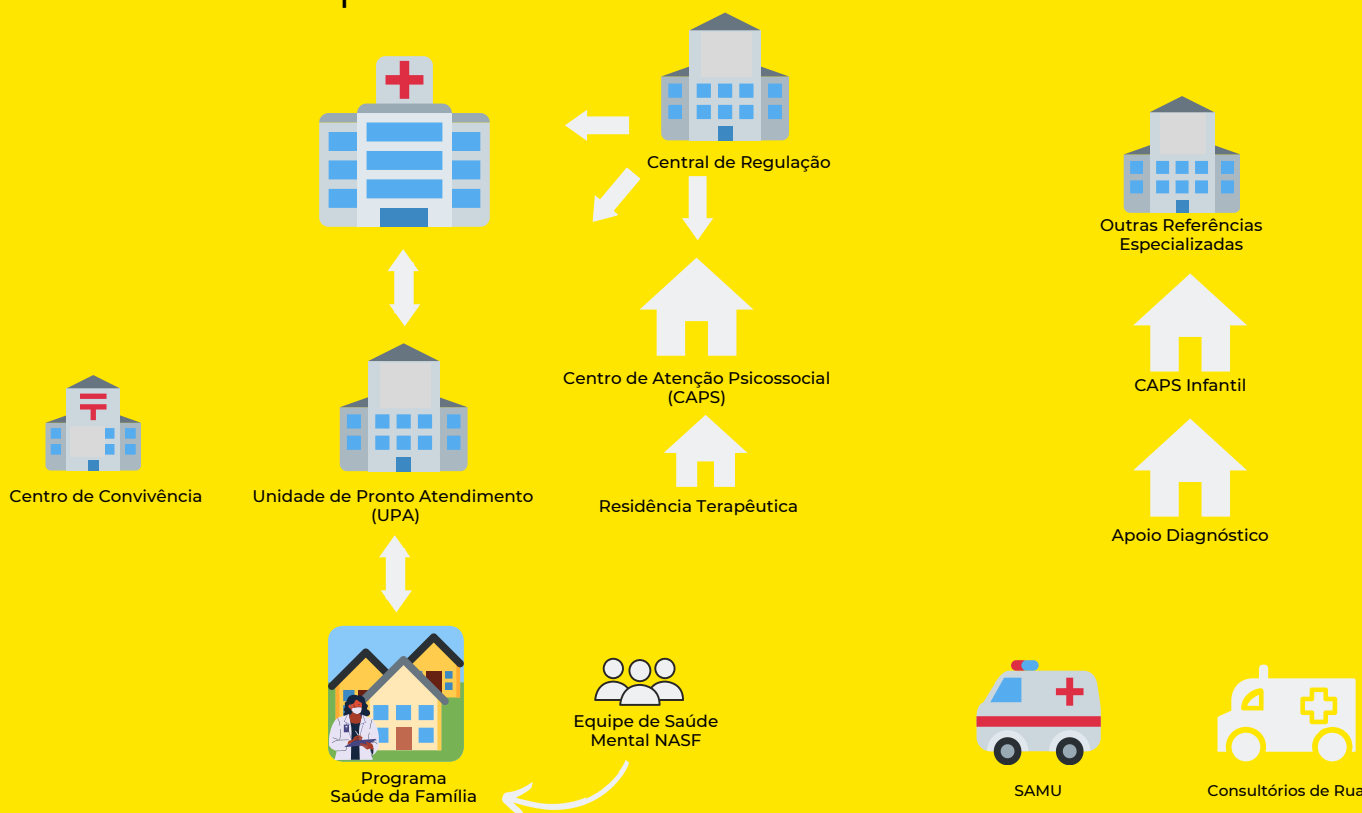 Central de Regulação
Outras Referências
Especializadas
Centro de Atenção Psicossocial
(CAPS)
CAPS Infantil
Centro de Convivência
Unidade de Pronto Atendimento
(UPA)
Residência Terapêutica
Apoio Diagnóstico
Equipe de Saúde
Mental NASF
Programa
Saúde da Família
SAMU
Consultórios de Rua